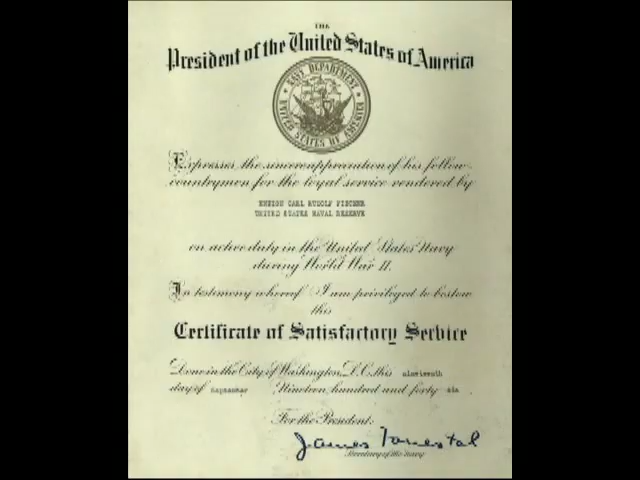 THE
President of the United States of America
NAVY DEPARTMENT
UNITED STATES OF AMERICA
Expresses the sincere appreciation of his fellow
countrymen for the loyal service rendered by
ENSIGN CARL RUDOLF FISCHER
UNITED STATES NAVAL RESERVE
on active duty in the United States Navy
during World War II.
In testimony whereof I am privileged to bestow
this
Certificate of Satisfactory Service
Done in the City of Washington, D.C. this
day of Nineteen hundred and forty six
For the President:
James Forrestal
Secretary of the Navy